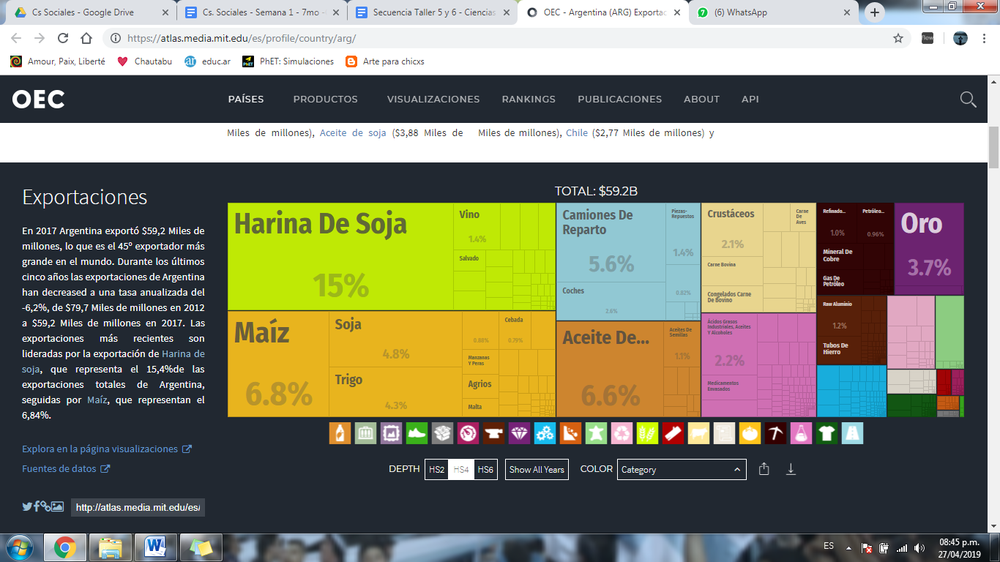 Cs Sociales - Google Drive
Cs. Sociales - Semana 1 - 7mo -
Secuencia Taller 5 y 6 - Ciencias
OEC - Argentina (ARG) Exportac
(6) WhatsApp
https://atlas.media.mit.edu/es/profile/country/arg/
flow
Amour, Paix, Liberté
Chautabu
educ.ar
PhET: Simulaciones
Arte para chicxs
OEC
PAÍSES
PRODUCTOS
VISUALIZACIONES
RANKINGS
PUBLICACIONES
ABOUT
API
Miles de millones), Aceite de soja ($3,88 Miles de
Miles de millones), Chile ($2,77 Miles de millones) y
Exportaciones
En 2017 Argentina exportó $59,2 Miles de
millones, lo que es el 45º exportador más
grande en el mundo. Durante los últimos
cinco años las exportaciones de Argentina
han decreased a una tasa anualizada del
-6,2%, de $79,7 Miles de millones en 2012
a $59,2 Miles de millones en 2017. Las
exportaciones más recientes son
lideradas por la exportación de Harina de
soja, que representa el 15,4%de las
exportaciones totales de Argentina,
seguidas por Maíz, que representan el
6,84%.
Explora en la página visualizaciones
Fuentes de datos
http://atlas.media.mit.edu/es/
TOTAL: $59.2B
Harina De Soja
15%
Vino
1.4%
Salvado
Maíz
6.8%
Soja
4.8%
Trigo
4.3%
0.88%
Cebada
0.79%
Manzanas
Y Peras
Agrios
Malta
Camiones De
Reparto
5.6%
Piezas-
Repuestos
1.4%
Coches
2.6%
0.82%
Aceite De...
6.6%
Aceites De
Semillas
1.1%
Crustáceos
2.1%
Carne
De
Aves
Carne Bovina
Congelados Carne
De Bovino
Ácidos Grasos
Industriales, Aceites
Y Alcoholes
2.2%
Medicamentos
Envasados
Refinado...
1.0%
Petróleo...
0.96%
Mineral De
Cobre
Gas De
Petróleo
Oro
3.7%
Raw Aluminio
1.2%
Tubos De
Hierro
DEPTH
HS2
HS4
HS6
Show All Years
COLOR
Category
ES
08:45 p.m.
27/04/2019